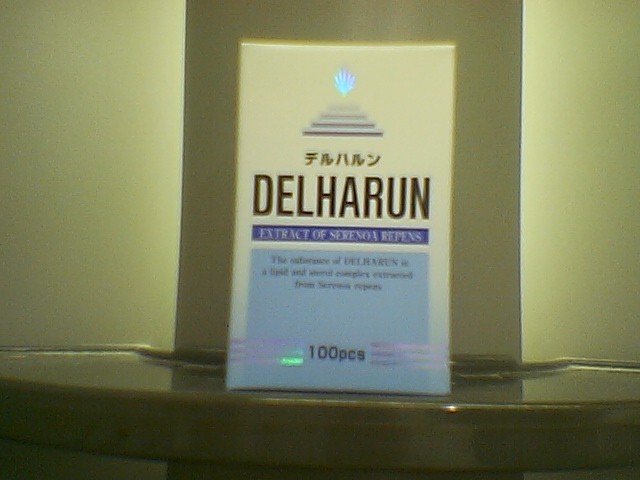 デルハルン
DELHARUN
EXTRACT OF SERENOA REPENS
The substance of DELHARUN is
a lipid and sterol complex extracted
from Serenoa repens
100pcs